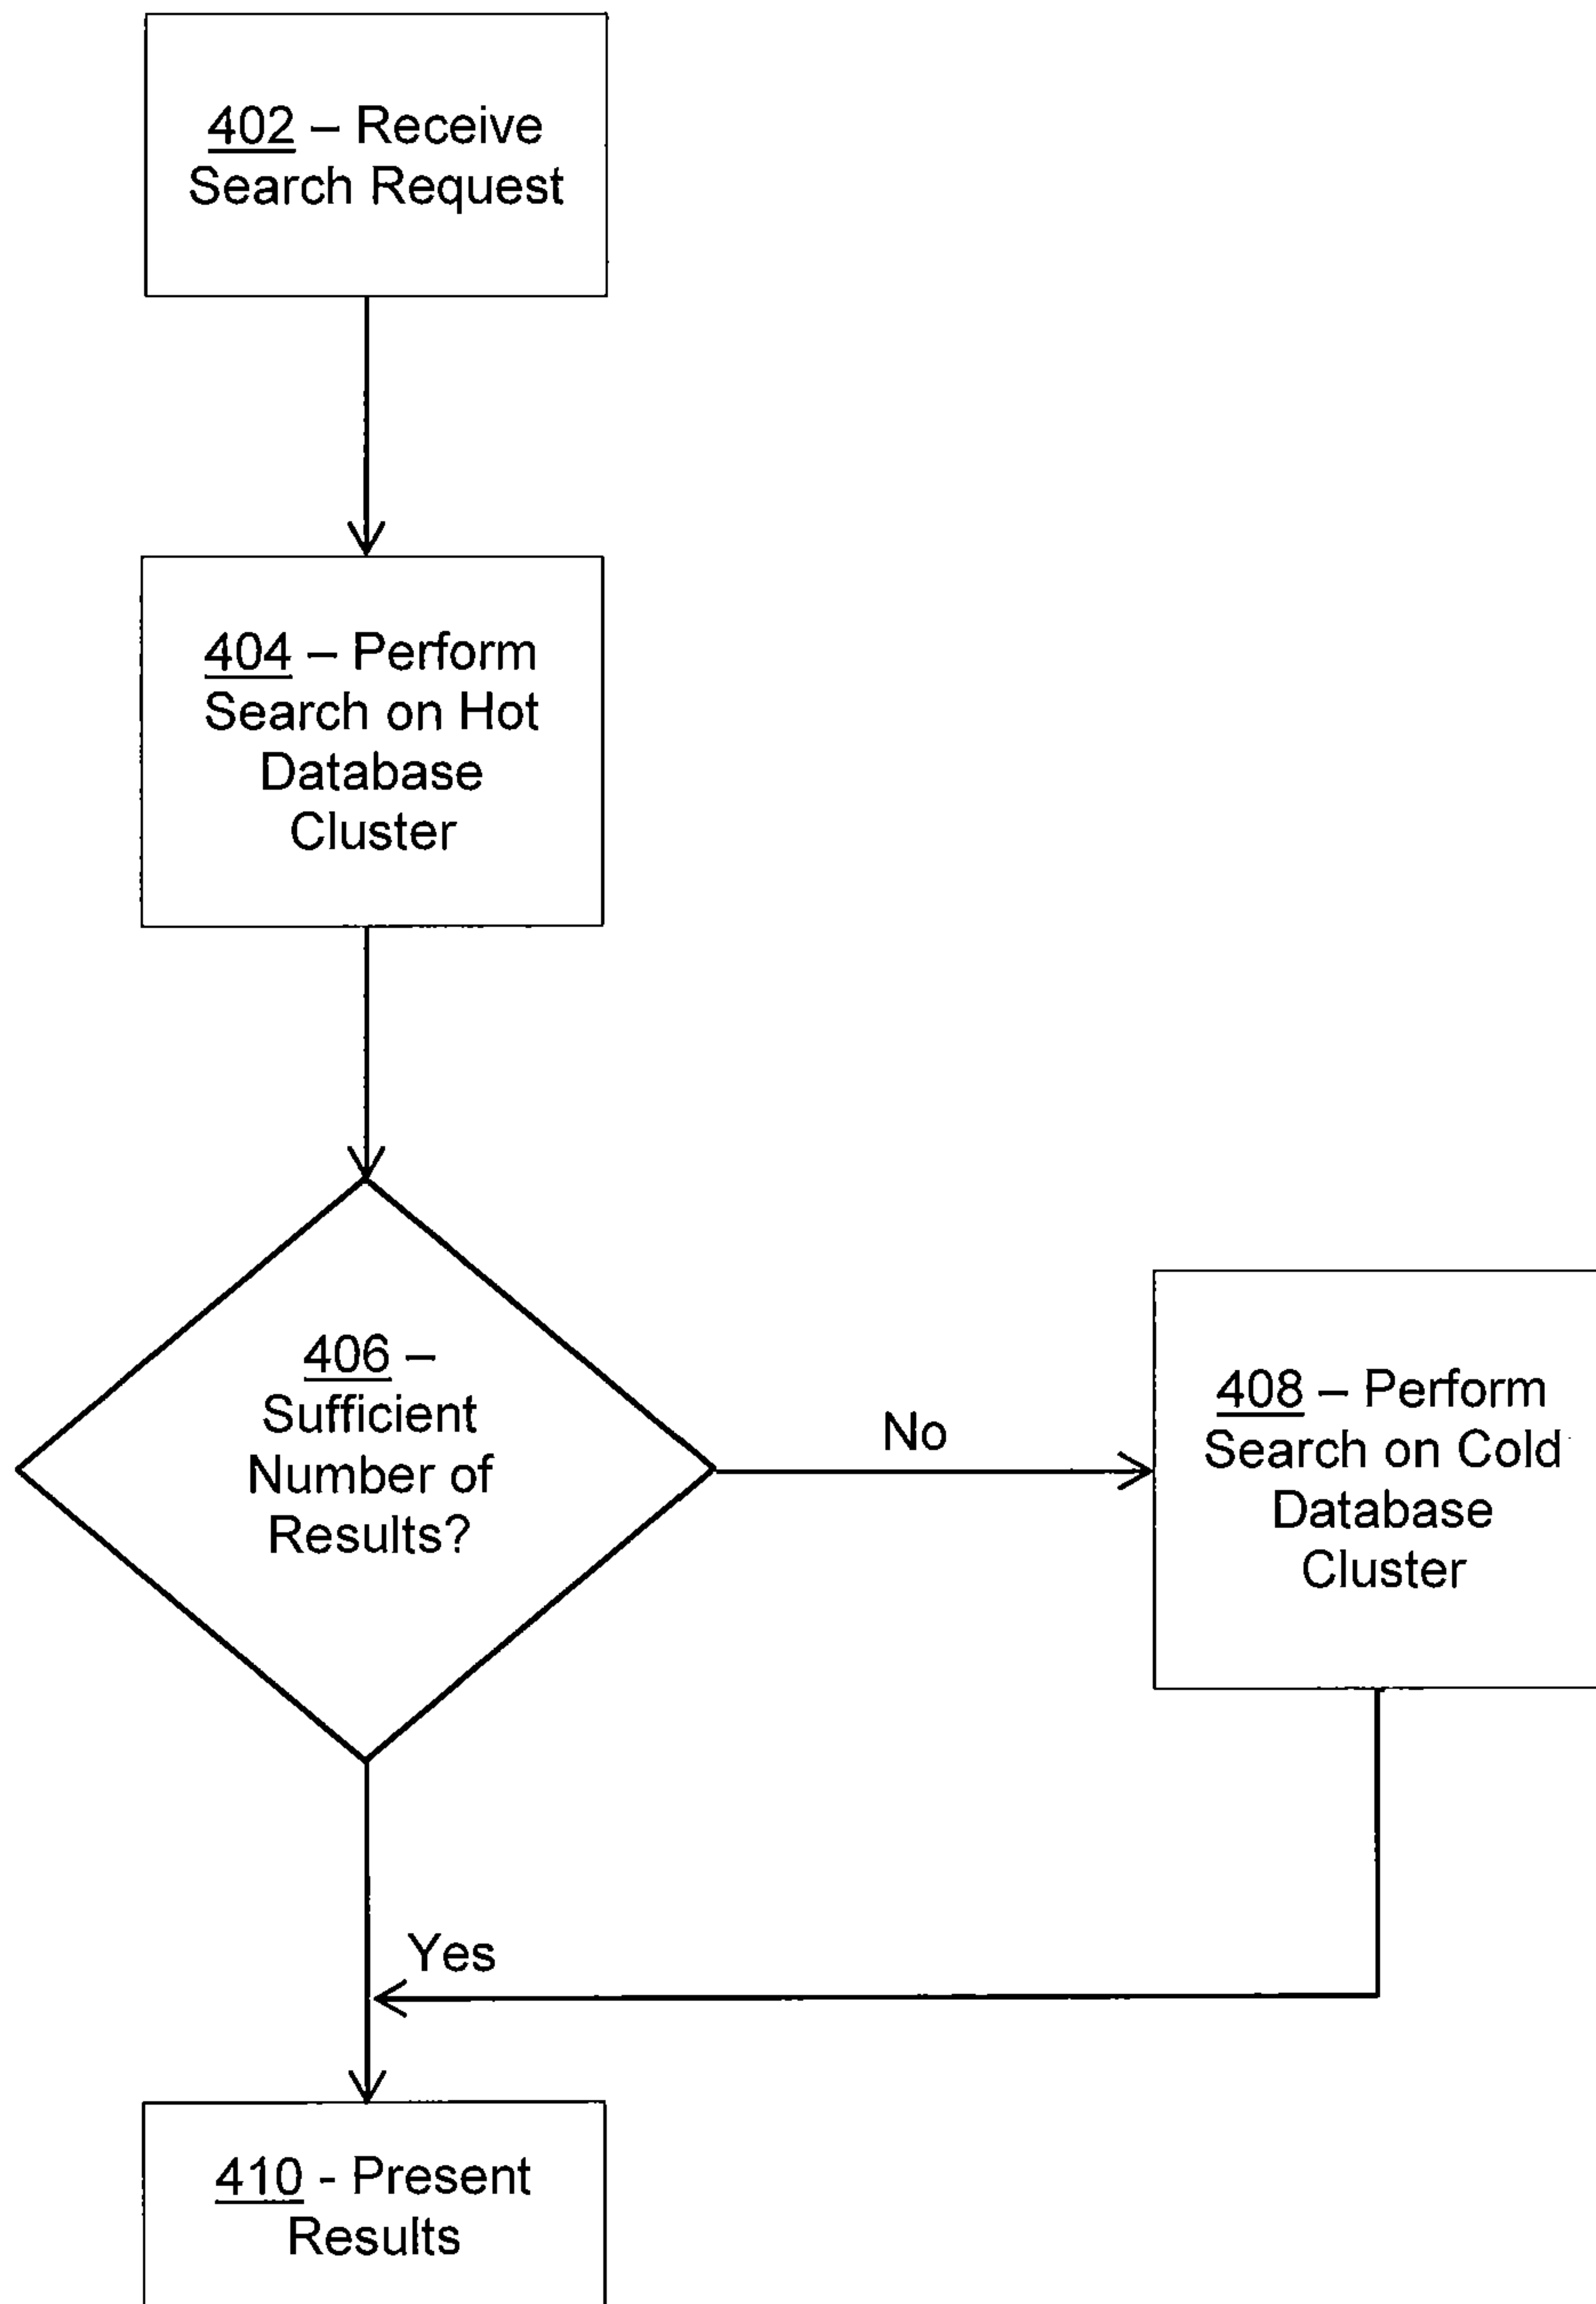 402 – Receive
Search Request
404 – Perform
Search on Hot
Database
Cluster
406 –
Sufficient
Number of
Results?
No
408 – Perform
Search on Cold
Database
Cluster
Yes
410 - Present
Results